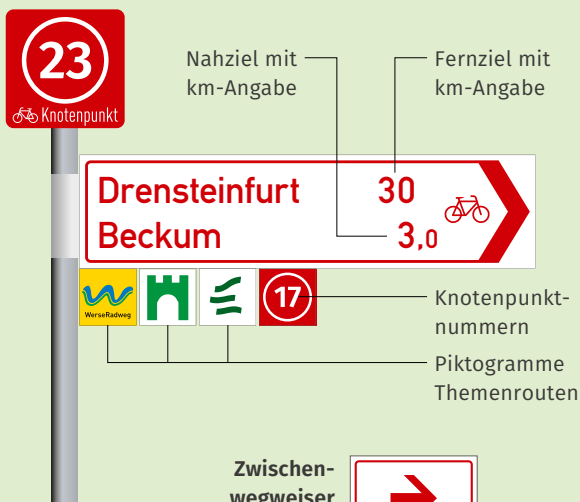 23
Knotenpunkt
Nahziel mit
km-Angabe
Fernziel mit
km-Angabe
Drensteinfurt 30
Beckum 3,0
WerseRadweg
17
Knotenpunkt-
nummern
Piktogramme
Themenrouten
Zwischen-
wegweiser